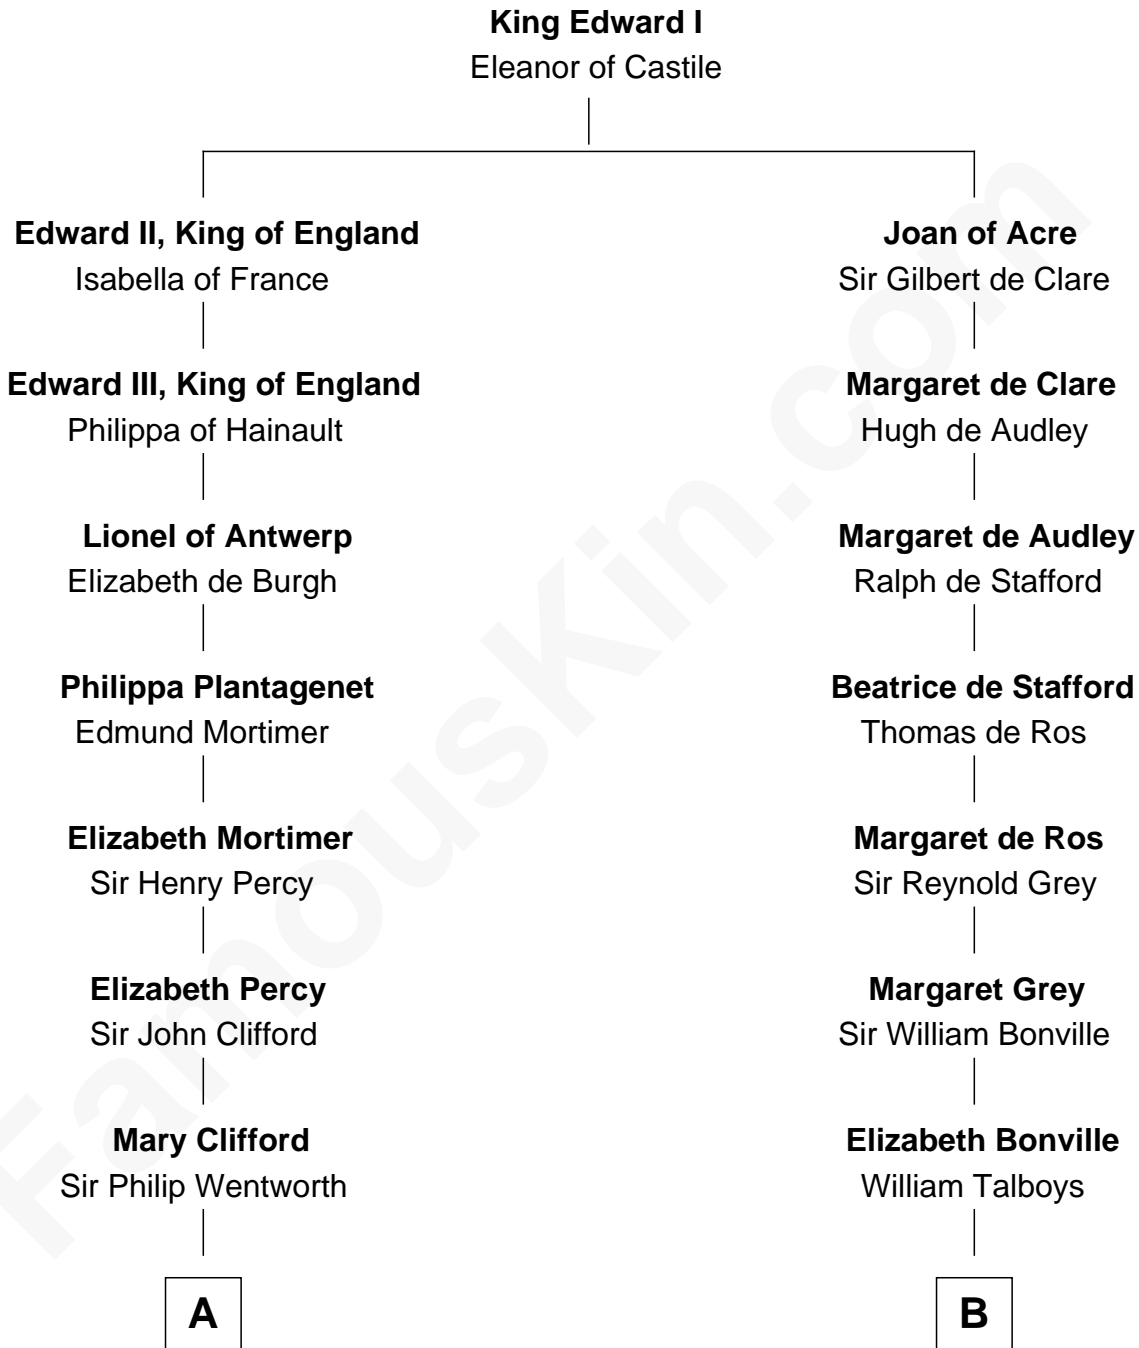 King Edward I
Eleanor of Castile
Edward II, King of England
Isabella of France
Edward III, King of England
Philippa of Hainault
Lionel of Antwerp
Elizabeth de Burgh
Philippa Plantagenet
Edmund Mortimer
Elizabeth Mortimer
Sir Henry Percy
Elizabeth Percy
Sir John Clifford
Mary Clifford
Sir Philip Wentworth
A
Joan of Acre
Sir Gilbert de Clare
Margaret de Clare
Hugh de Audley
Margaret de Audley
Ralph de Stafford
Beatrice de Stafford
Thomas de Ros
Margaret de Ros
Sir Reynold Grey
Margaret Grey
Sir William Bonville
Elizabeth Bonville
William Talboys
B
FamousKin.com